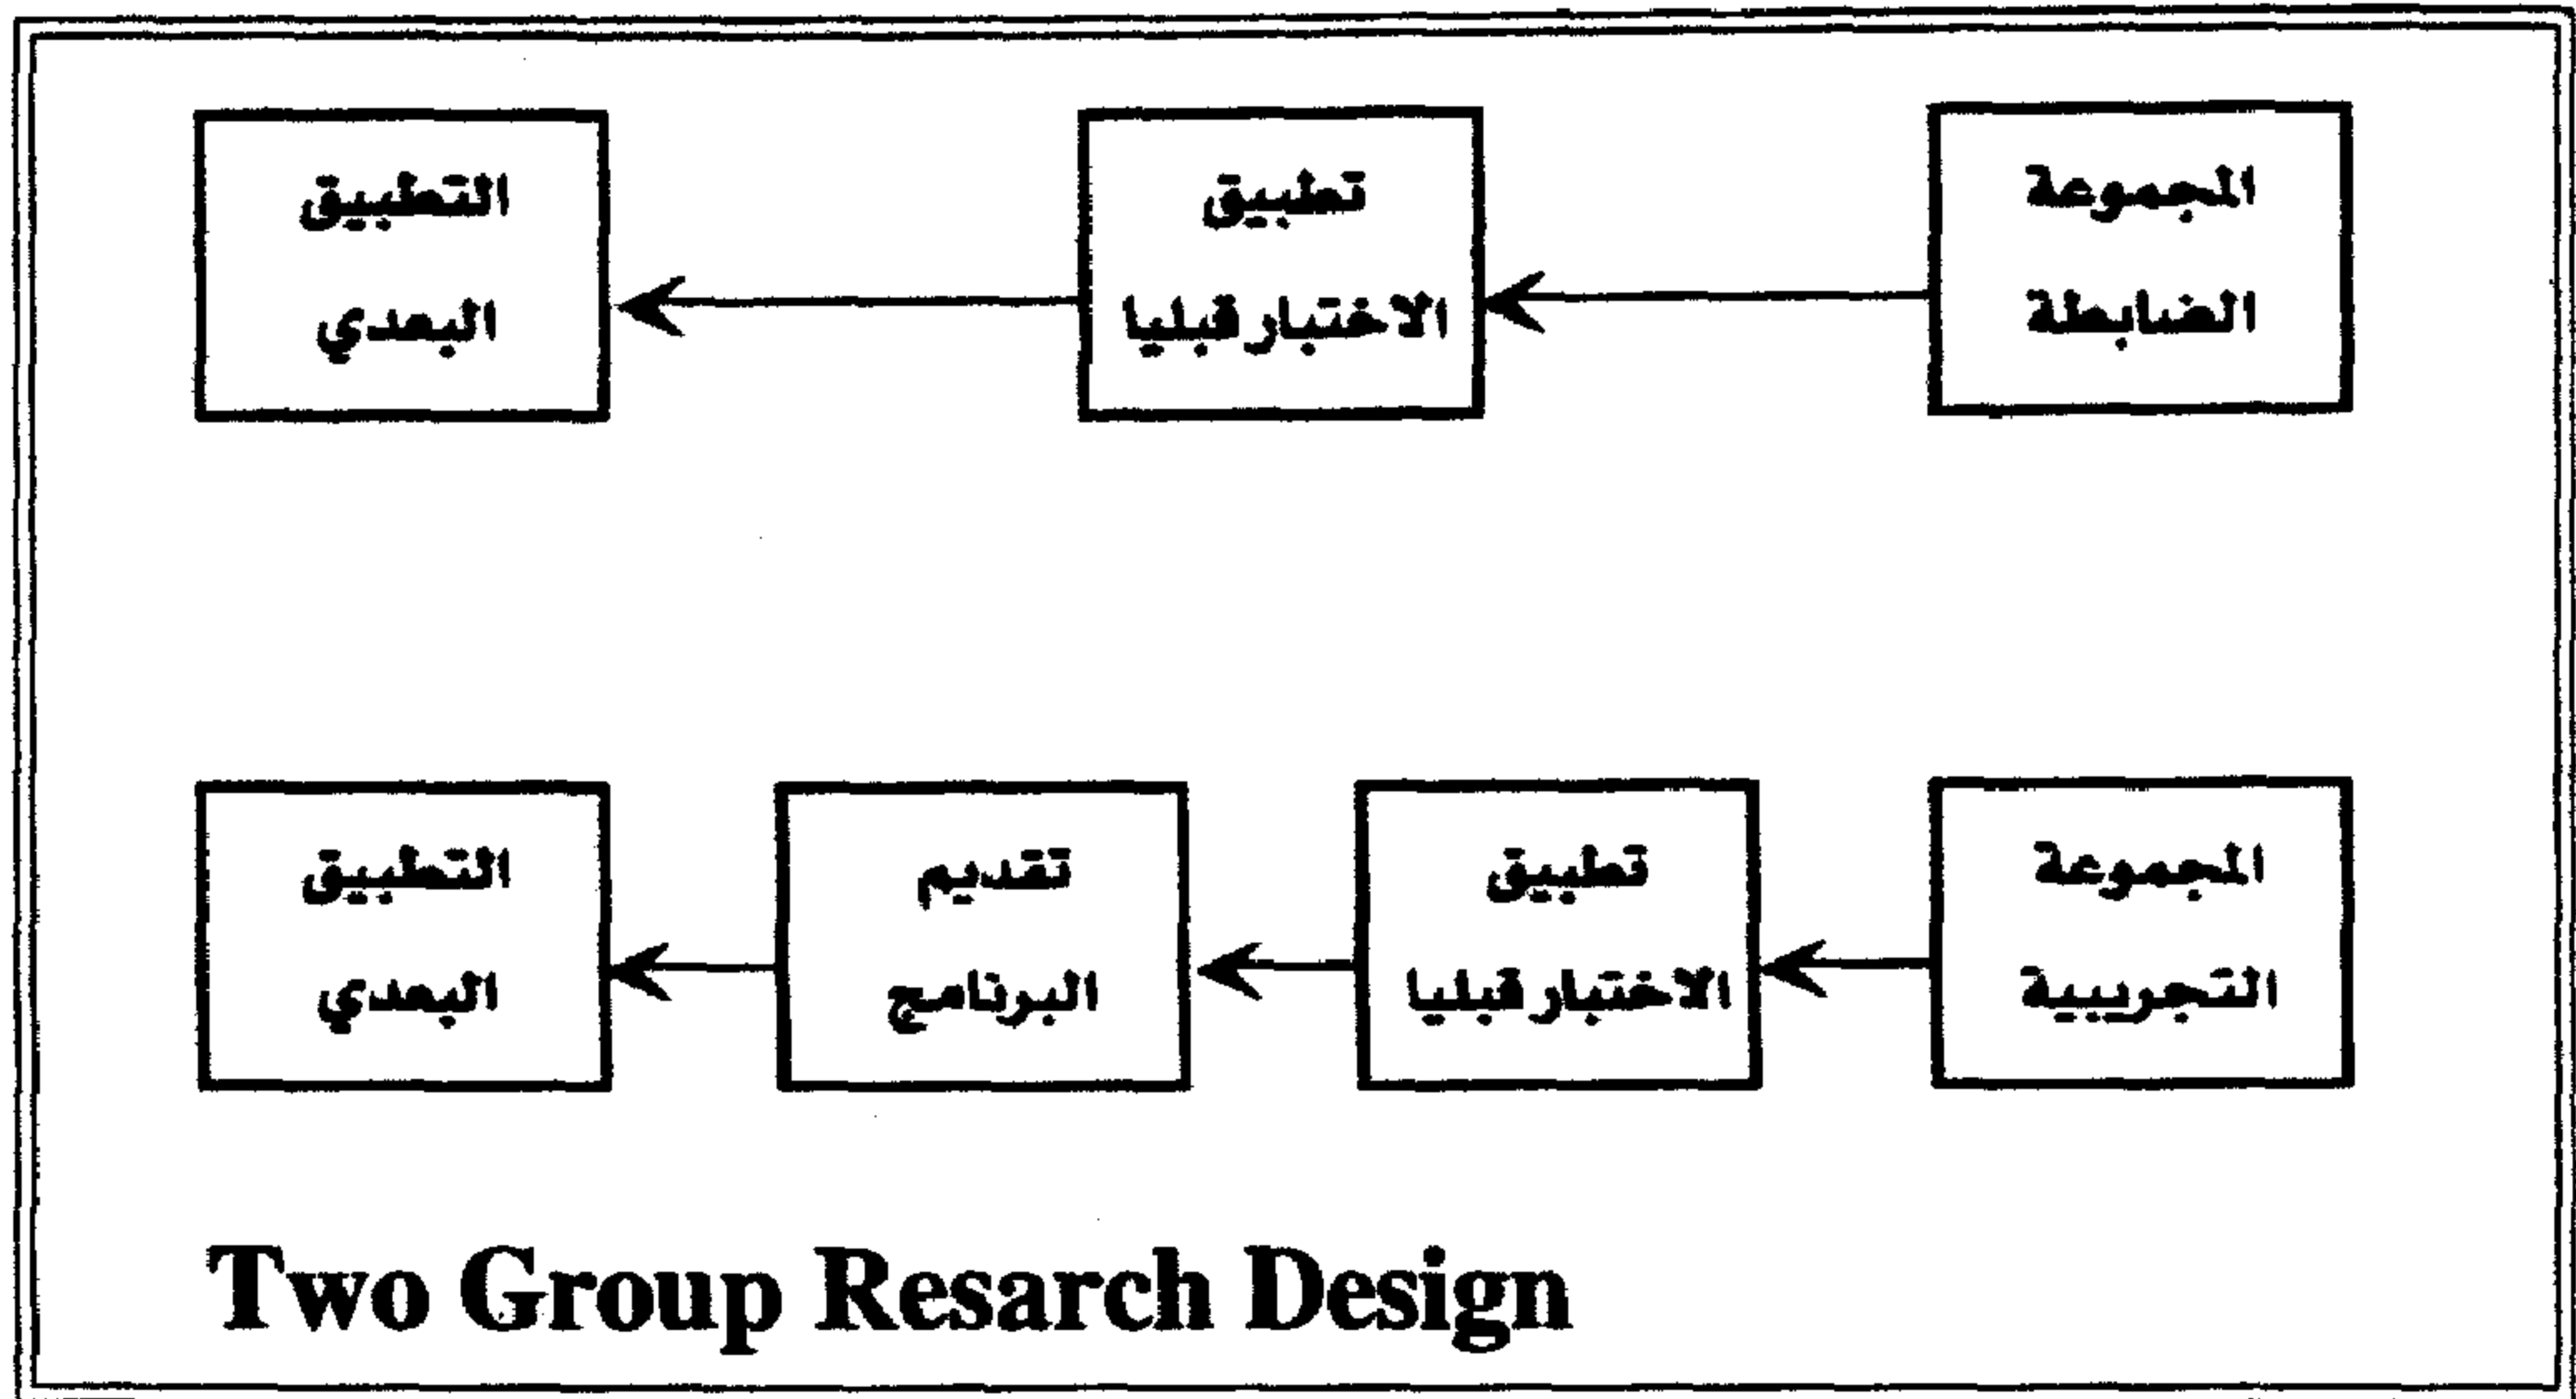 المجموعة
الضابطة
تطبيق
الاختبار قبليا
التطبيق
البعدي
المجموعة
التجريبية
تطبيق
الاختبار قبليا
تقديم
البرنامج
التطبيق
البعدي
Two Group Resarch Design